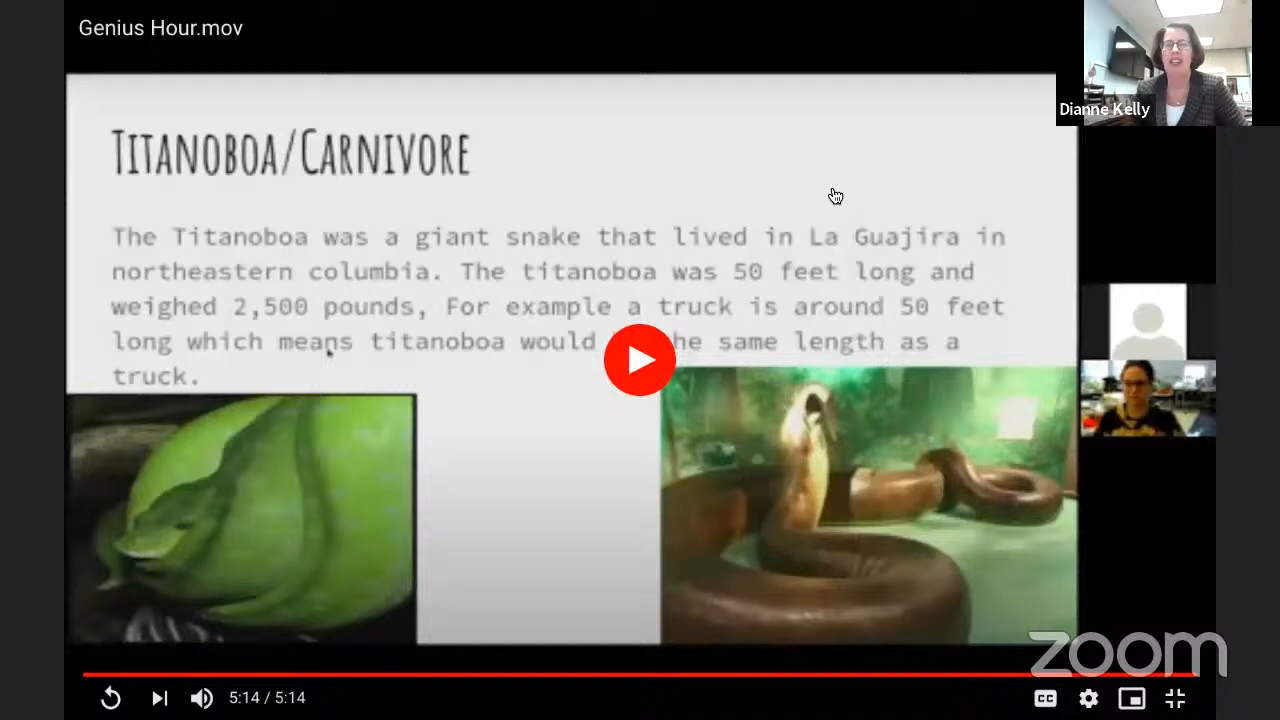 Genius Hour.mov
Dianne Kelly
TITANOBOA/CARNIVORE
The Titanoboa was a giant snake that lived in La Guajira in
northeastern columbia. The titanoboa was 50 feet long and
weighed 2,500 pounds, For example a truck is around 50 feet
long which means titanoboa would the same length as a
truck.
zoom
5:14 / 5:14
CC